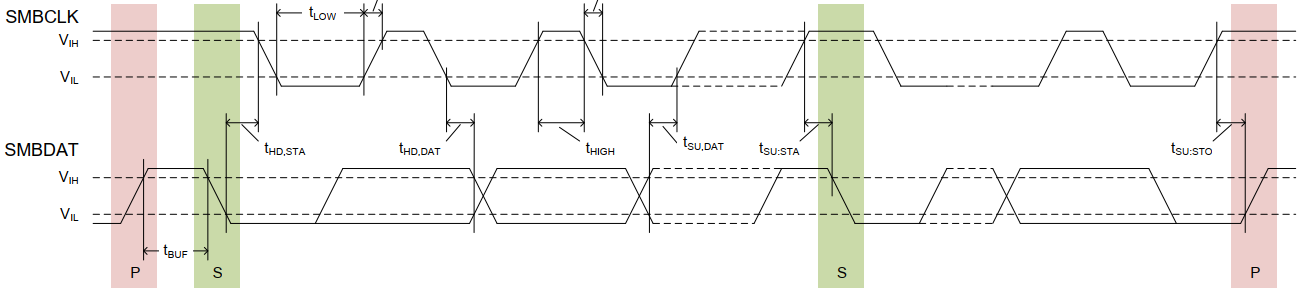 SMBCLK
tLOW
VIH
VIL
tHD,STA
tHD,DAT
tHIGH
tSU,DAT
tSU:STA
tSU:STO
SMBDAT
VIH
VIL
tBUF
P
S
S
P